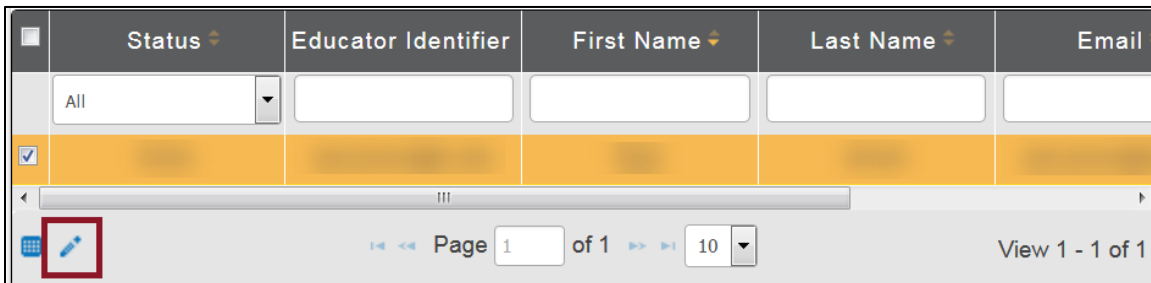 Status Educator Identifier First Name Last Name Email
All
Page 1 of 1 10 View 1 - 1 of 1